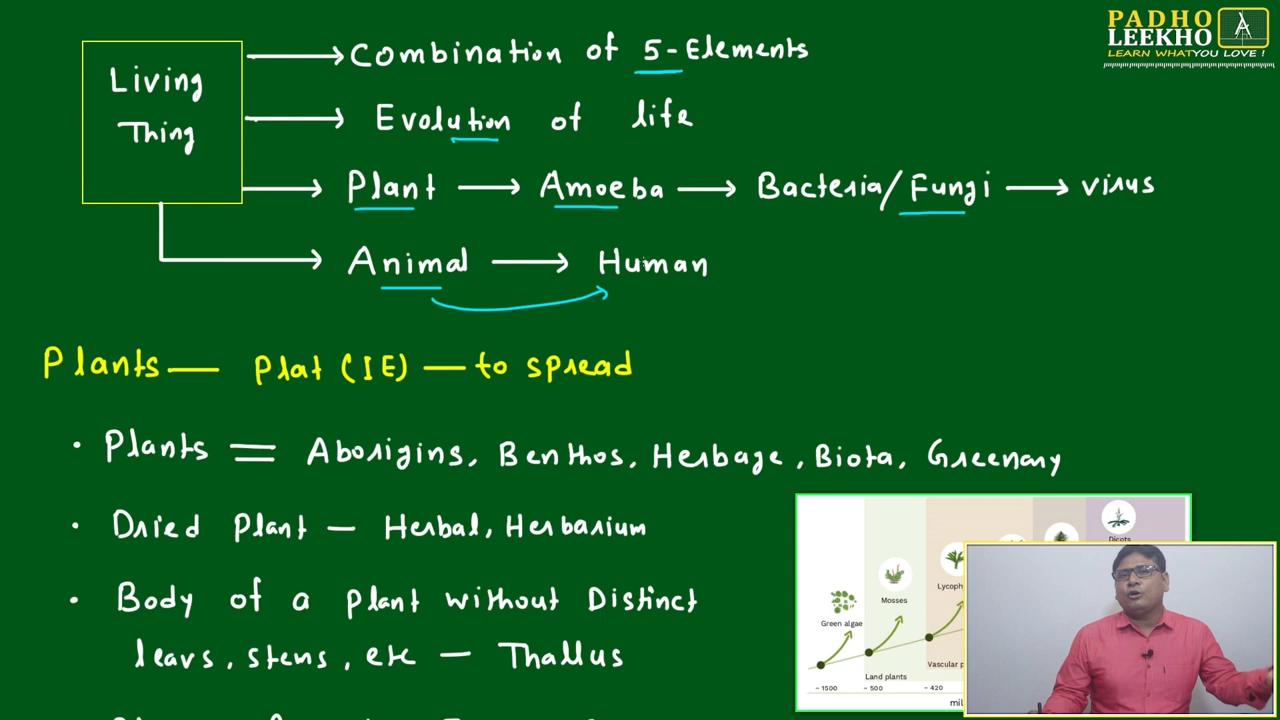 PADHO
LEEKHO
LEARN WHAT YOU LOVE !
Living
Thing
Combination of 5-Elements
Evolution of life
Plant Amoeba Bacteria/Fungi virus
Animal Human
Plants — Plat (IE) — to spread
• Plants = Aborigins, Benthos, Herbage, Biota, Greenary
• Dried Plant — Herbal, Herbarium
• Body of a plant without Distinct
leavs, stens, etc — Thallus
Green algae
Mosses
Dicots
Land plants
Vascular
~ 1500 ~ 500 ~ 420